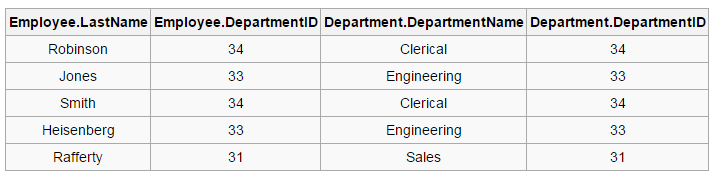 Employee.LastName Employee.DepartmentID Department.DepartmentName Department.DepartmentID
Robinson 34 Clerical 34
Jones 33 Engineering 33
Smith 34 Clerical 34
Heisenberg 33 Engineering 33
Rafferty 31 Sales 31